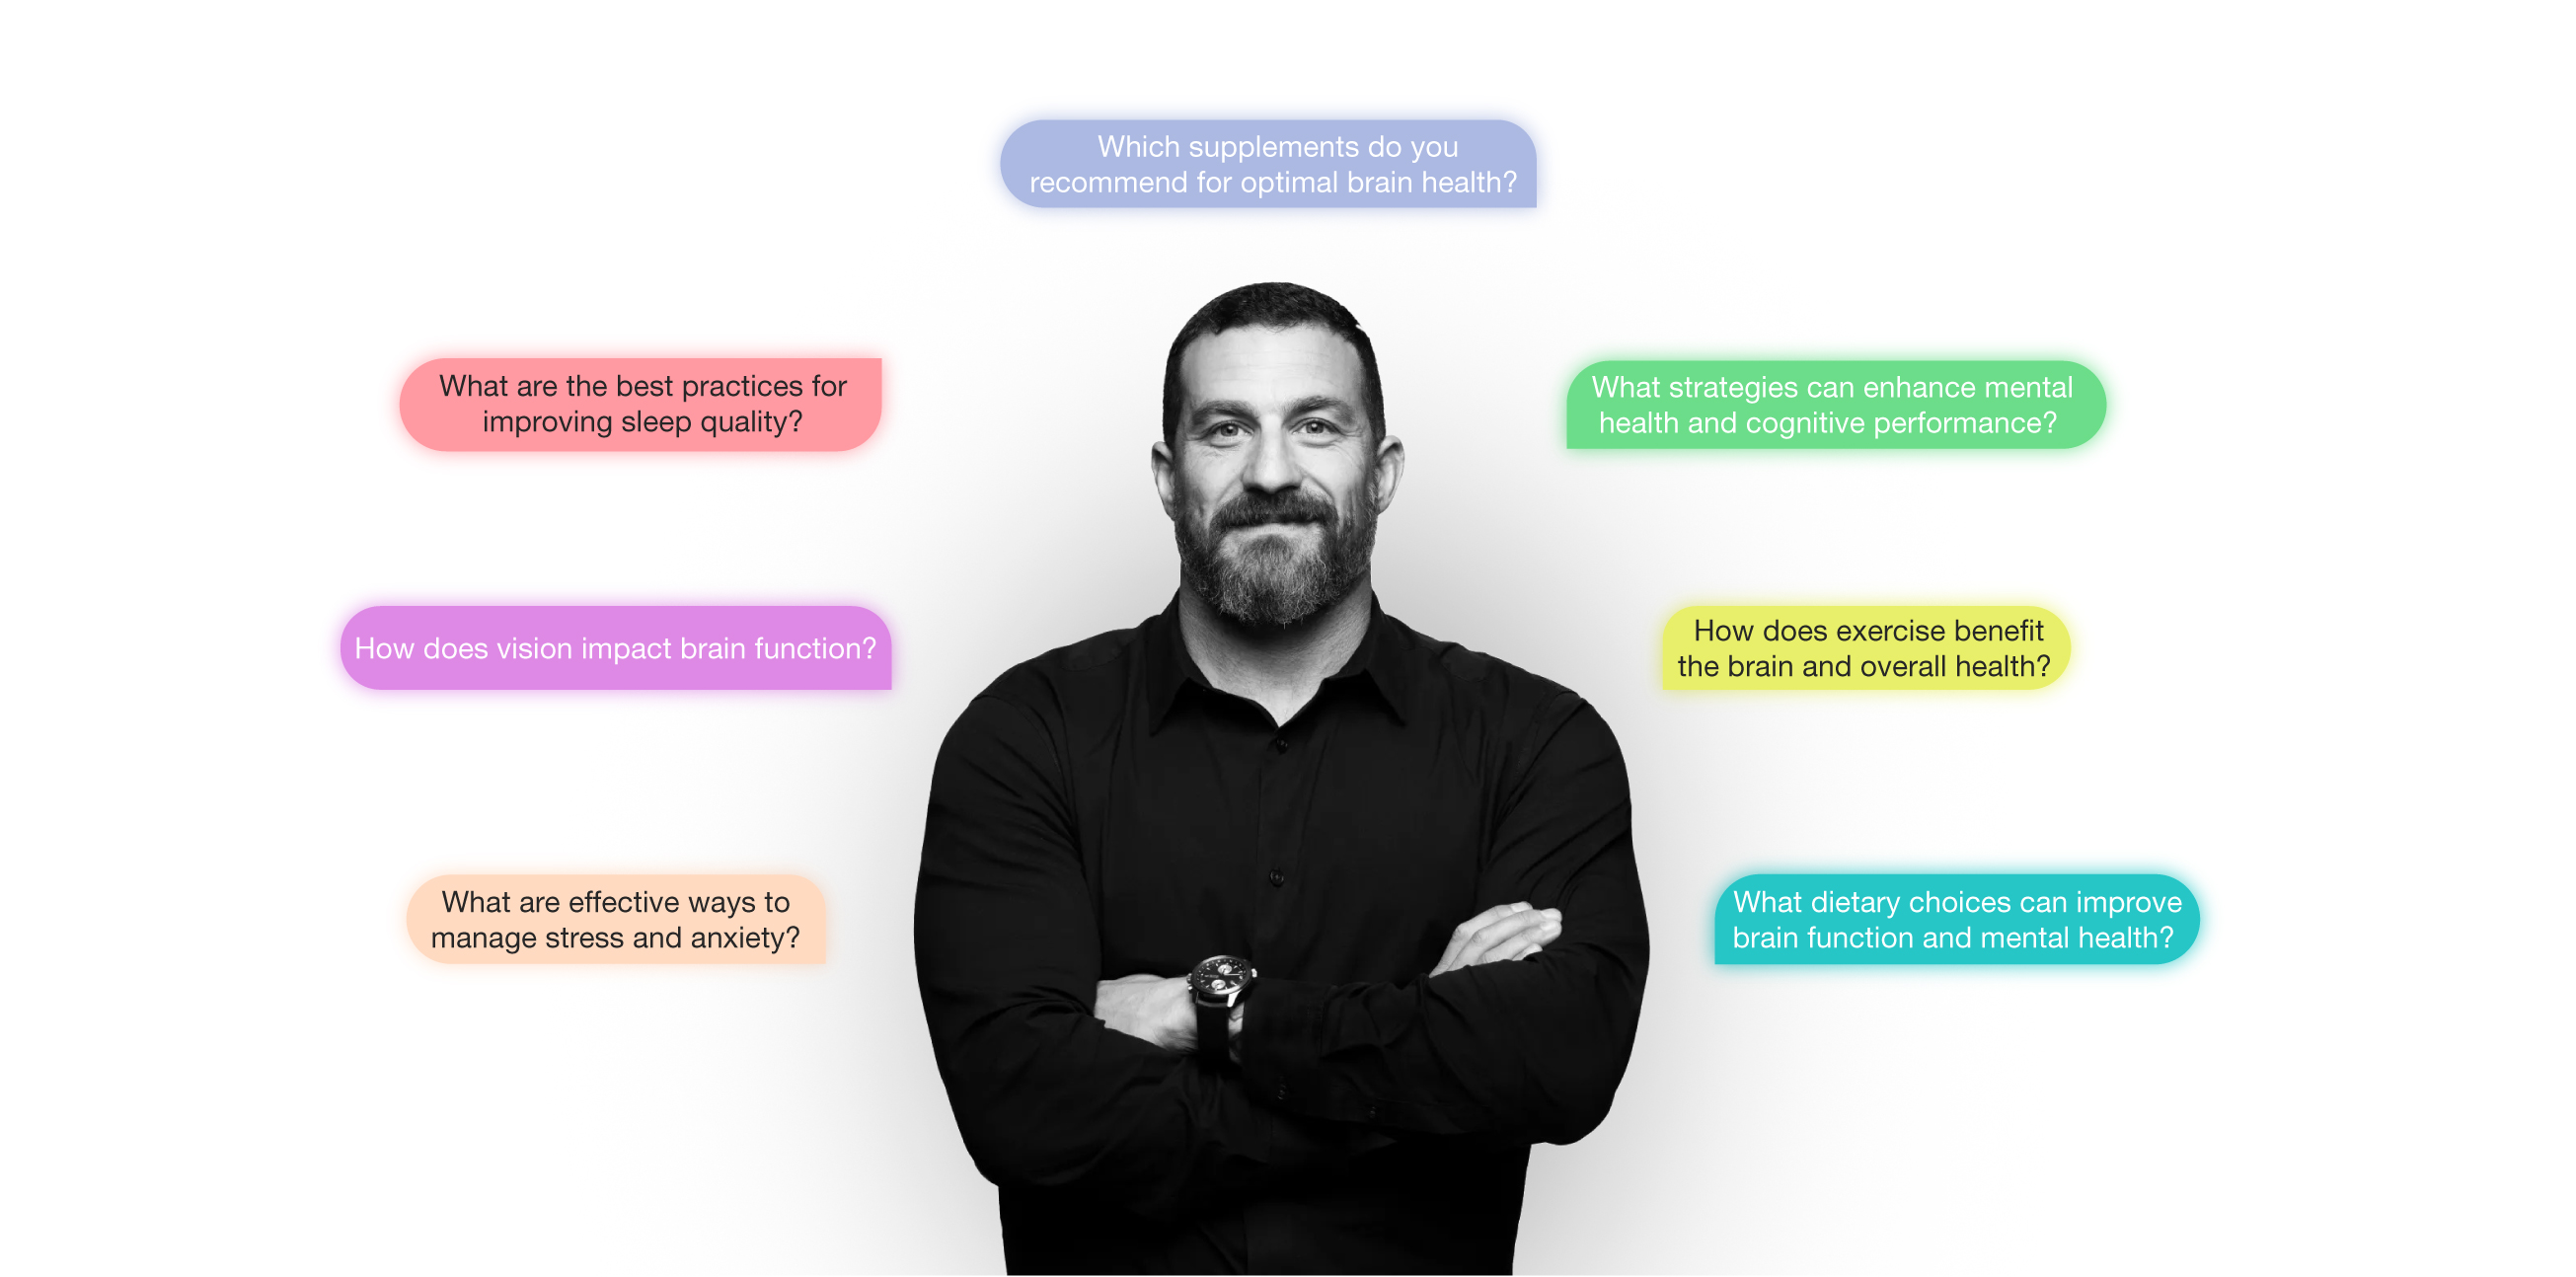 Which supplements do you
recommend for optimal brain health?
What are the best practices for
improving sleep quality?
What strategies can enhance mental
health and cognitive performance?
How does vision impact brain function?
How does exercise benefit
the brain and overall health?
What are effective ways to
manage stress and anxiety?
What dietary choices can improve
brain function and mental health?